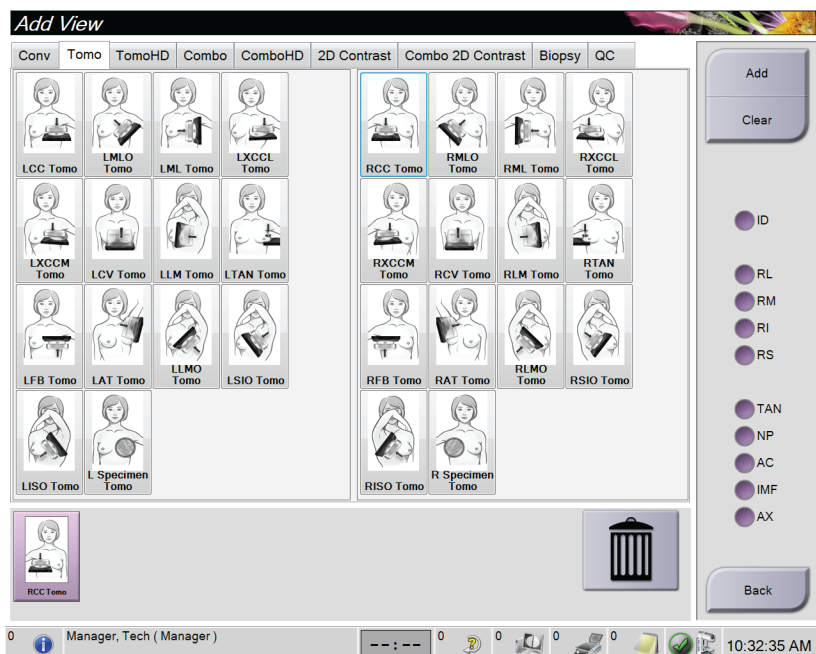 Add View
Conv Tomo TomoHD Combo ComboHD 2D Contrast Combo 2D Contrast Biopsy QC
LCC Tomo
LMLO
Tomo
LML Tomo
LXCCL
Tomo
RCC Tomo
RMLO
Tomo
RML Tomo
RXCCL
Tomo
LXCCM
Tomo
LCV Tomo
LLM Tomo
LTAN Tomo
RXCCM
Tomo
RCV Tomo
RLM Tomo
RTAN
Tomo
LFB Tomo
LAT Tomo
LLMO
Tomo
LSIO Tomo
RFB Tomo
RAT Tomo
RLMO
Tomo
RSIO Tomo
LISO Tomo
L Specimen
Tomo
RISO Tomo
R Specimen
Tomo
RCC Tomo
Add
Clear
ID
RL
RM
RI
RS
TAN
NP
AC
IMF
AX
Back
0 i Manager, Tech ( Manager ) --:-- 0 ? 0 0 0 10:32:35 AM